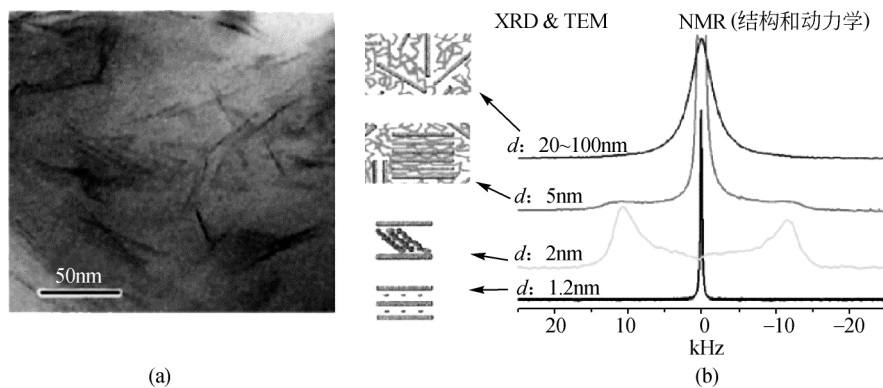 50nm
(a)
XRD & TEM
NMR (结构和动力学)
d: 20~100nm
d: 5nm
d: 2nm
d: 1.2nm
20 10 0 −10 −20
kHz
(b)